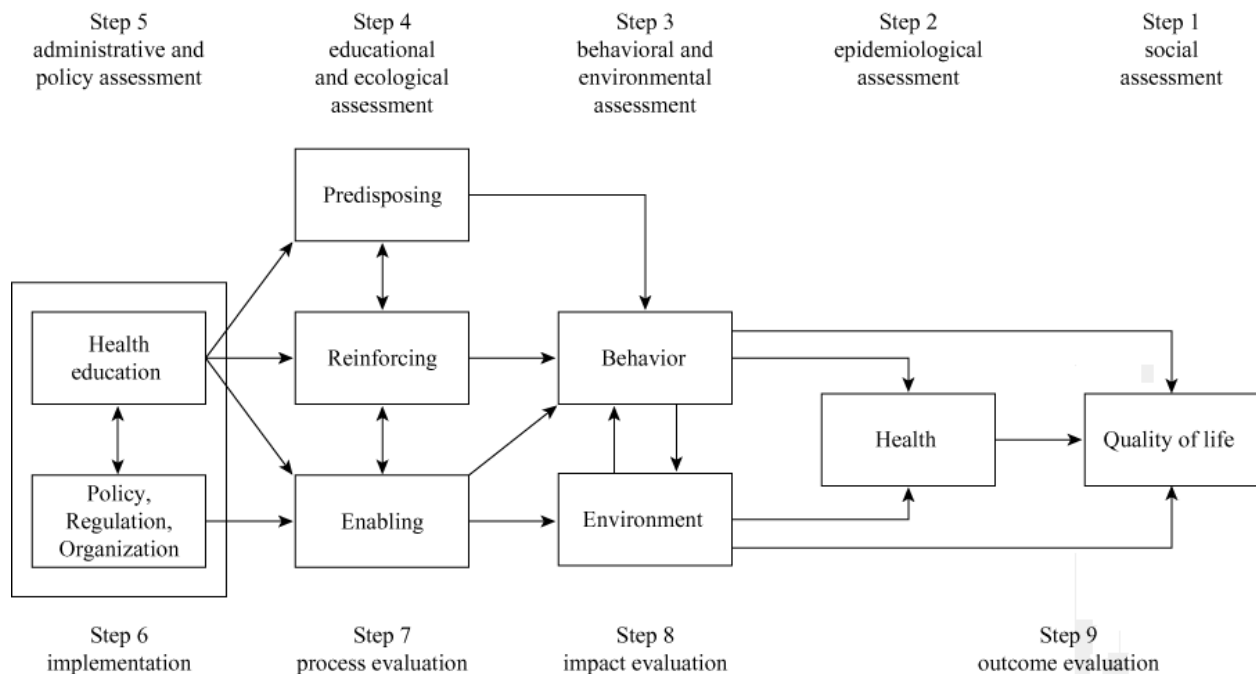 Step 5
administrative and
policy assessment
Step 4
educational
and ecological
assessment
Step 3
behavioral and
environmental
assessment
Step 2
epidemiological
assessment
Step 1
social
assessment
Predisposing
Health
education
Reinforcing
Behavior
Health
Quality of life
Policy,
Regulation,
Organization
Enabling
Environment
Step 6
implementation
Step 7
process evaluation
Step 8
impact evaluation
Step 9
outcome evaluation